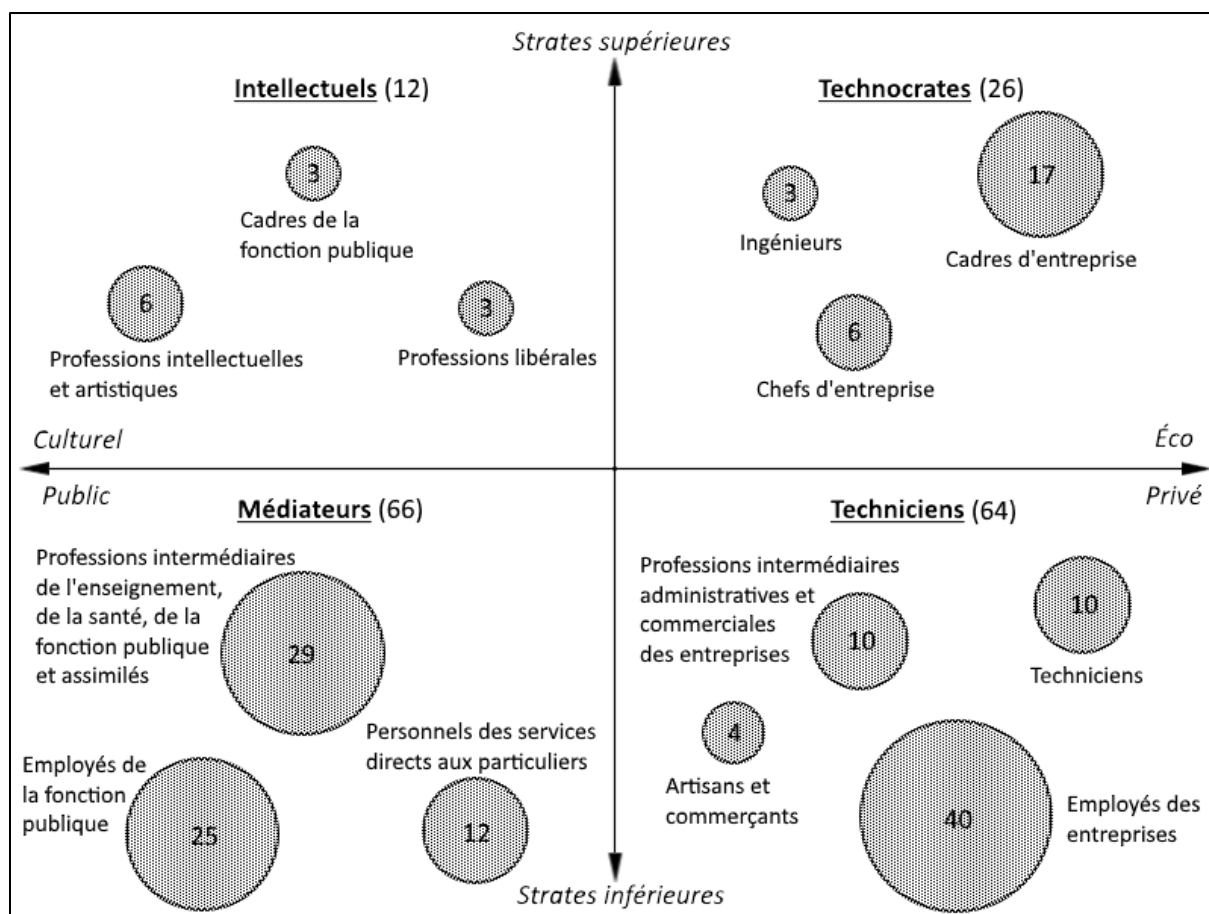 Strates supérieures
Intellectuels (12)
3
Cadres de la
fonction publique
6
Professions intellectuelles
et artistiques
3
Professions libérales
Technocrates (26)
3
Ingénieurs
17
Cadres d'entreprise
6
Chefs d'entreprise
Culturel
Public
Éco
Privé
Médiateurs (66)
Professions intermédiaires
de l'enseignement,
de la santé, de la
fonction publique
et assimilés
29
Employés de
la fonction
publique
25
Personnels des services
directs aux particuliers
12
Techniciens (64)
Professions intermédiaires
administratives et
commerciales
des entreprises
10
10
Techniciens
4
Artisans et
commerçants
40
Employés des
entreprises
Strates inférieures